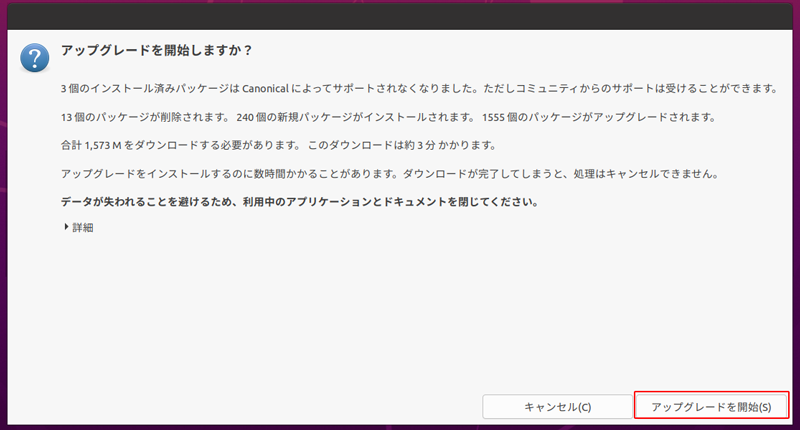 アップグレードを開始しますか？
3 個のインストール済みパッケージは Canonical によってサポートされなくなりました。ただしコミュニティからのサポートは受けることができます。
13 個のパッケージが削除されます。 240 個の新規パッケージがインストールされます。 1555 個のパッケージがアップグレードされます。
合計 1,573 M をダウンロードする必要があります。 このダウンロードは約 3 分 かかります。
アップグレードをインストールするのに数時間かかることがあります。ダウンロードが完了してしまうと、処理はキャンセルできません。
データが失われることを避けるため、利用中のアプリケーションとドキュメントを閉じてください。
詳細
キャンセル(C)
アップグレードを開始(S)